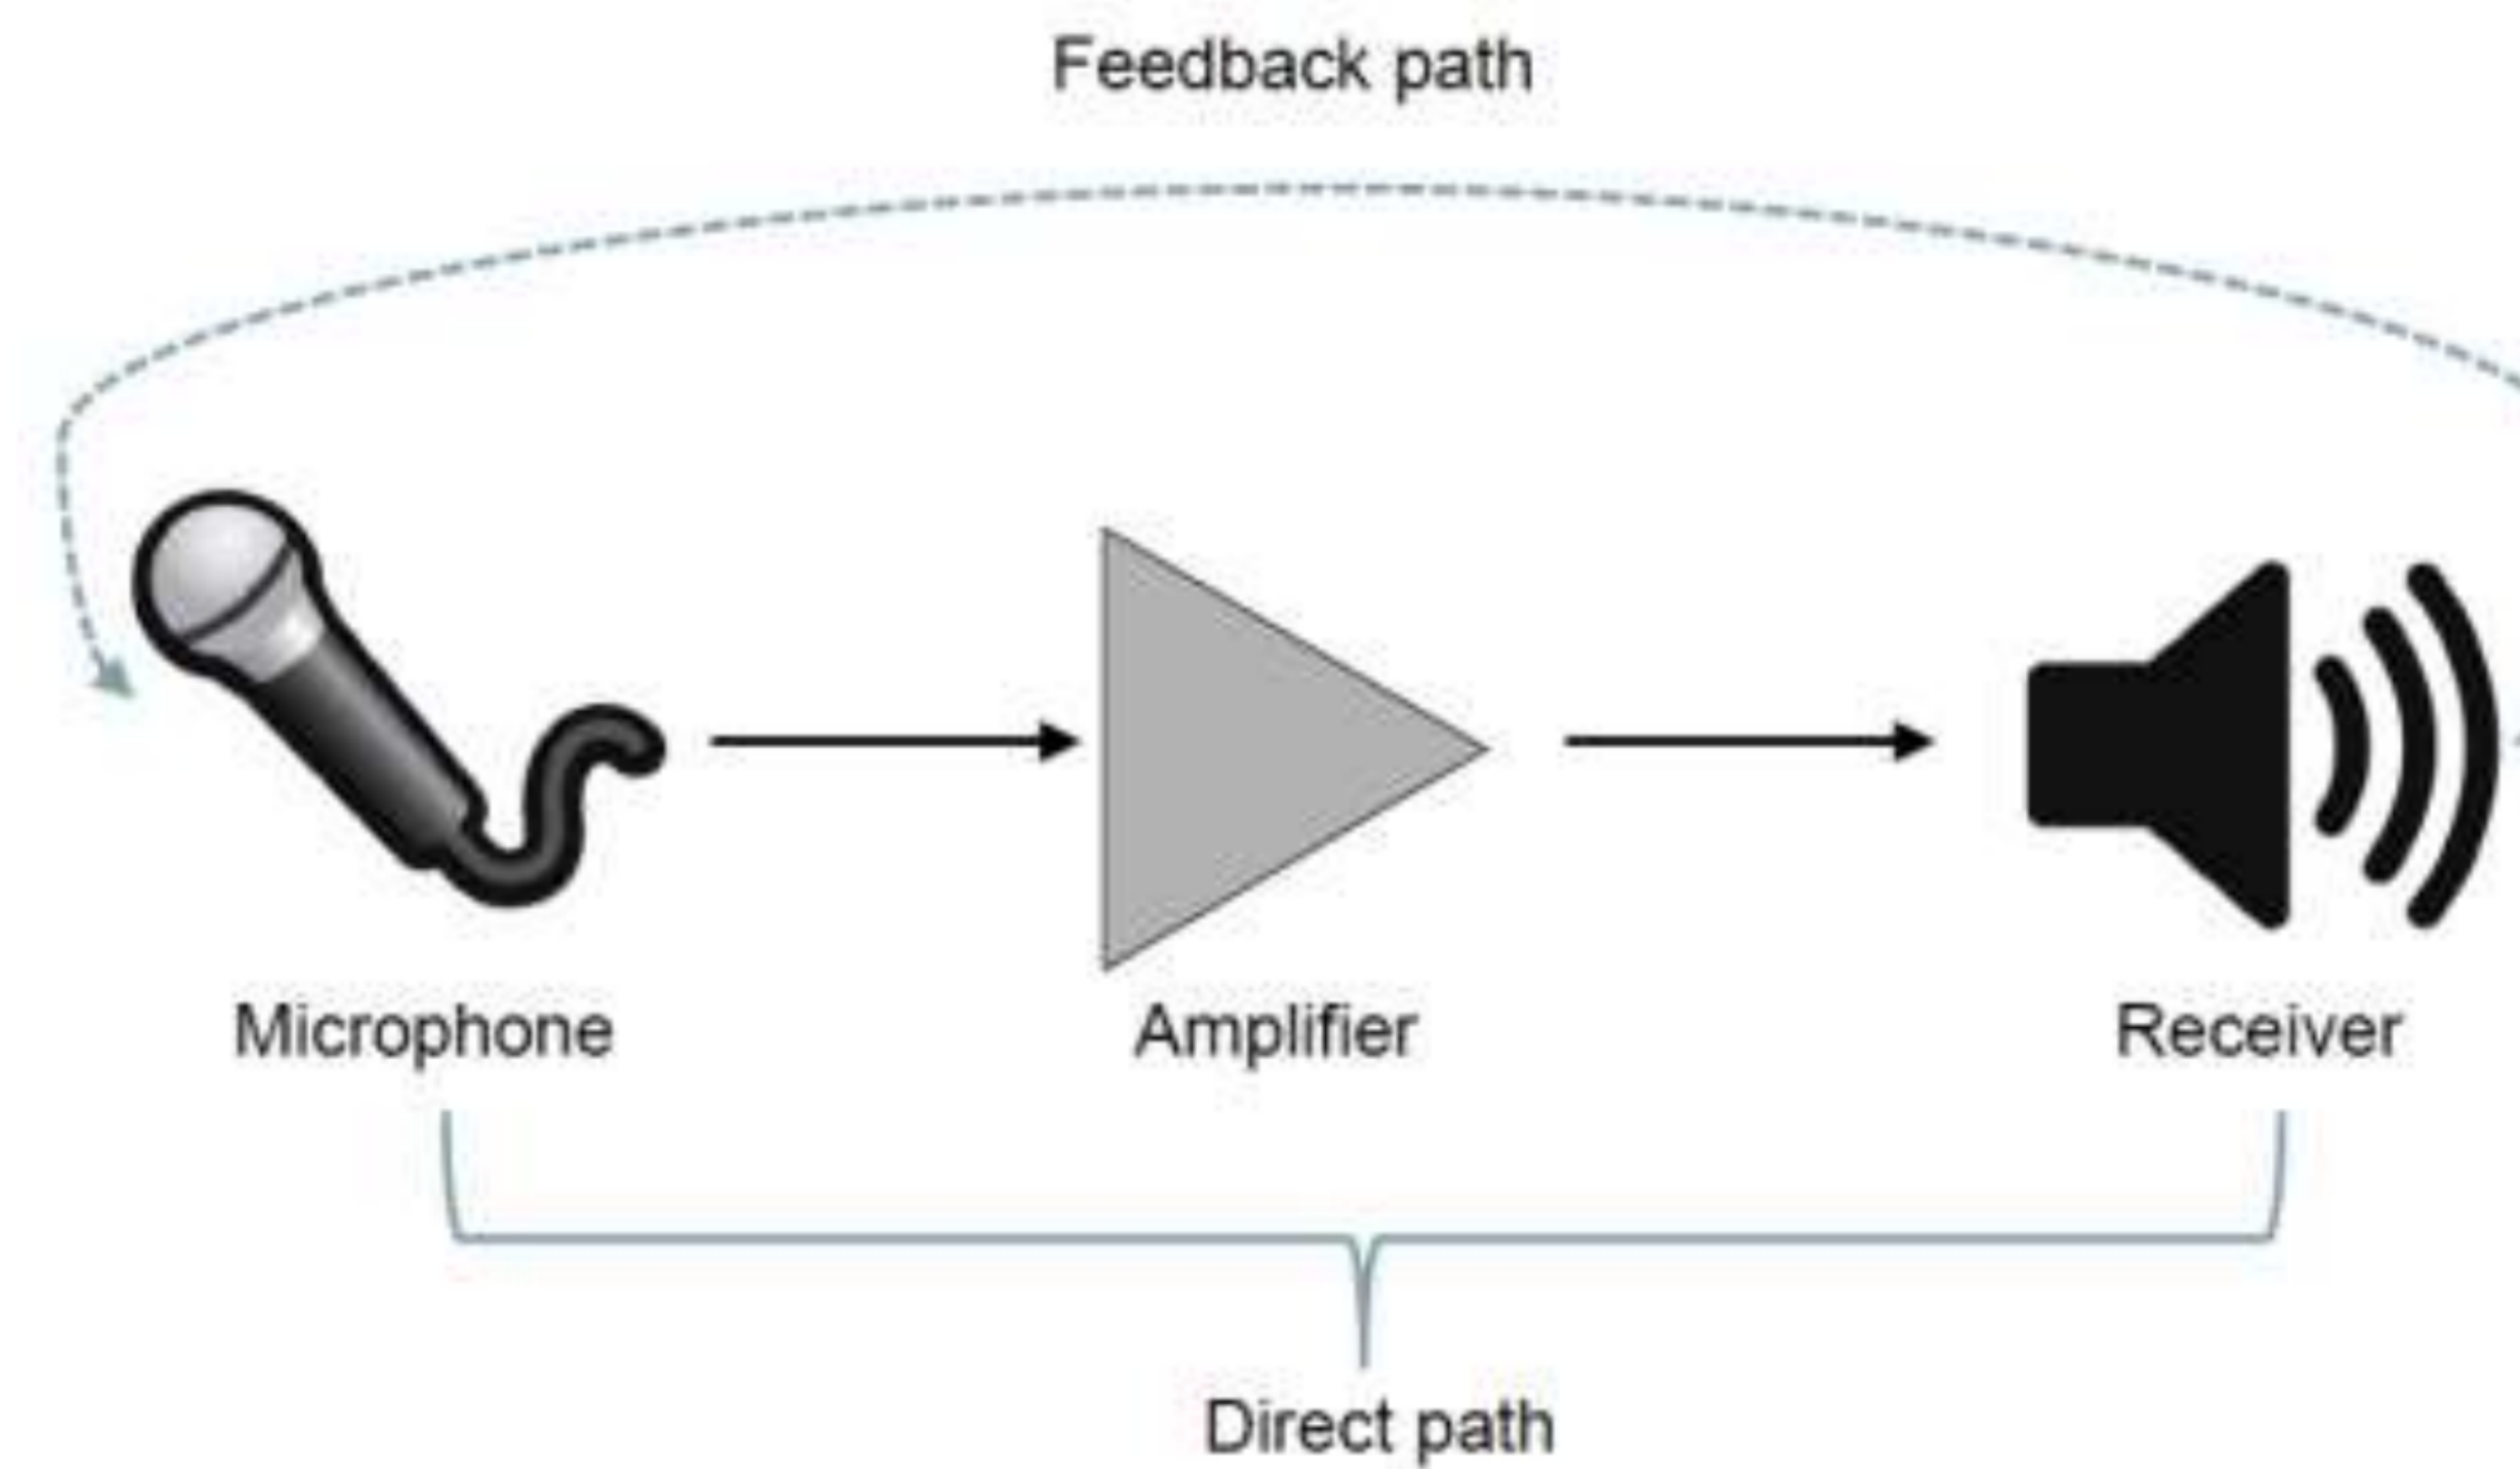 Feedback path
Microphone
Amplifier
Receiver
Direct path